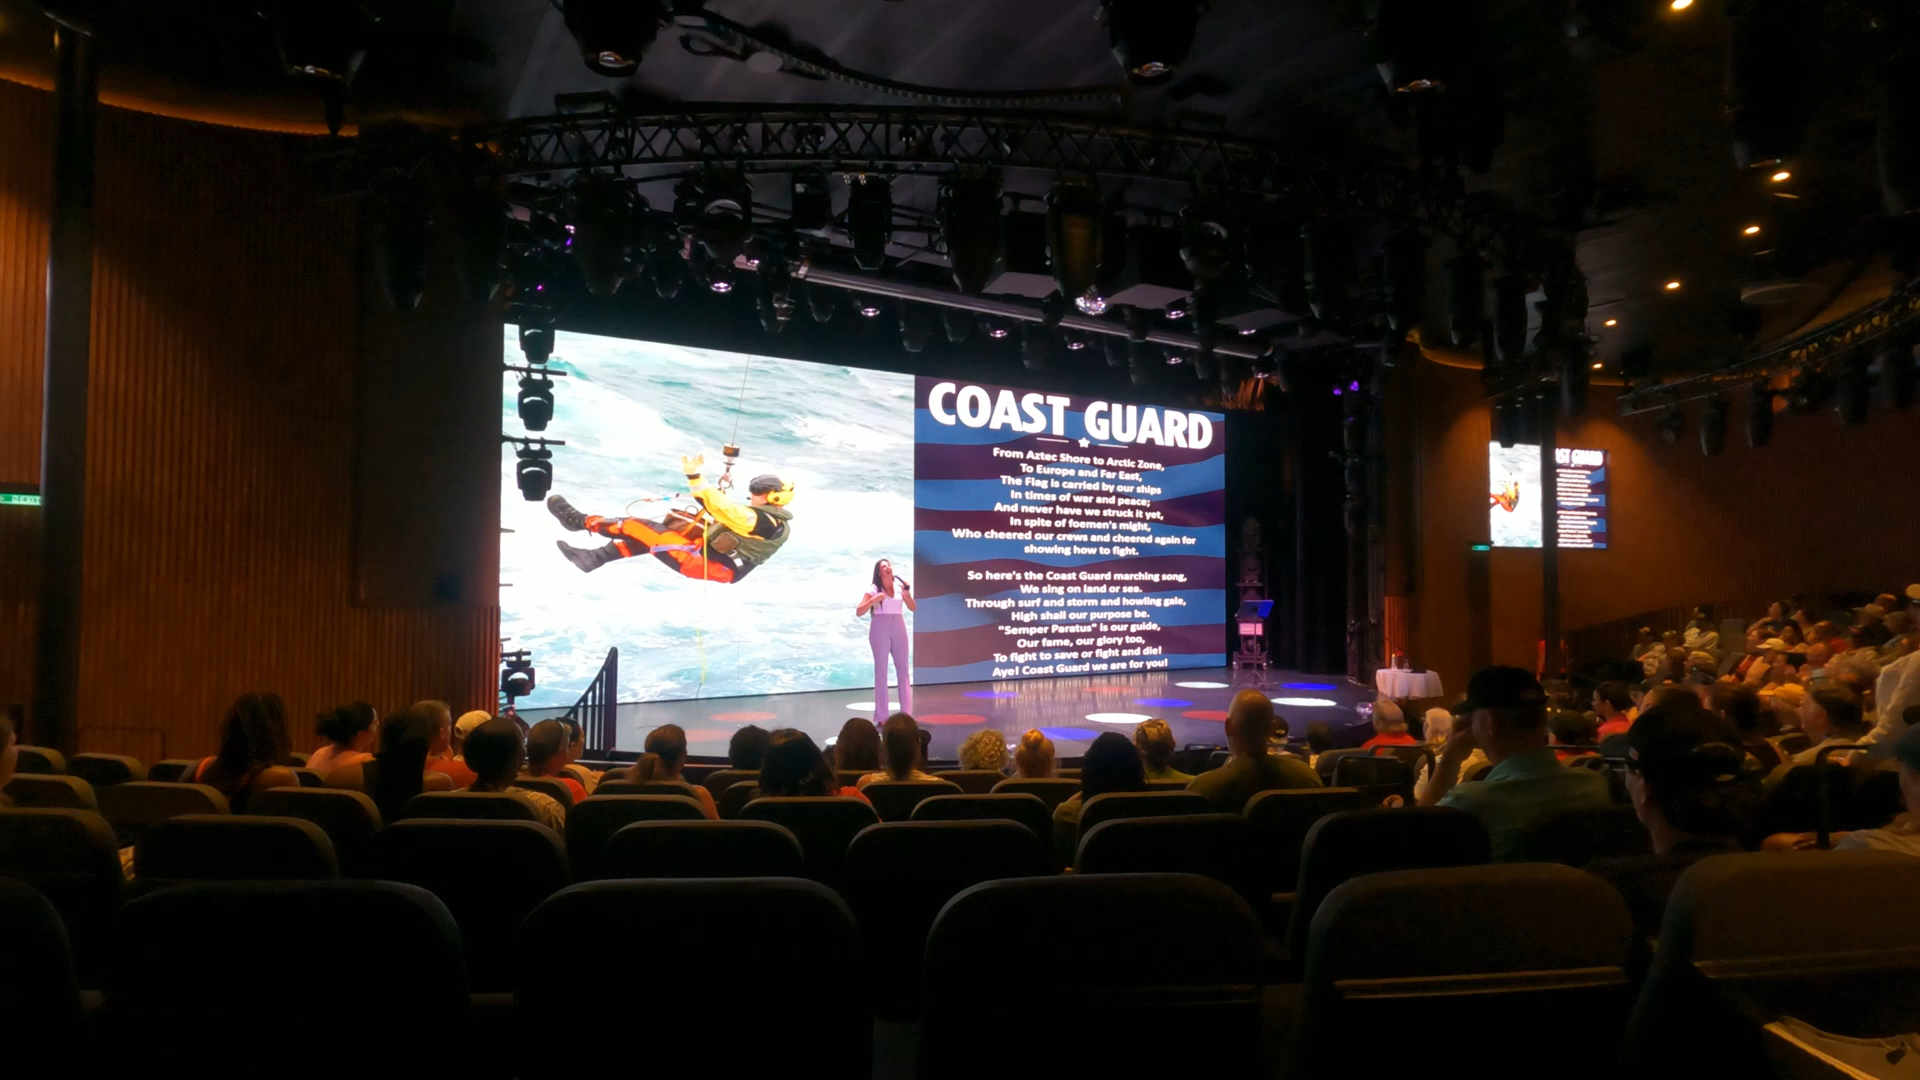 COAST GUARD
From Aztec Shore to Arctic Zone,
To Europe and Far East,
The Flag is carried by our ships
In times of war and peace;
And never have we struck it yet,
In spite of foemen's might,
Who cheered our crews and cheered again for
showing how to fight.
So here's the Coast Guard marching song,
We sing on land or sea.
Through surf and storm and howling gale,
High shall our purpose be.
"Semper Paratus" is our guide,
Our fame, our glory too,
To fight to save or fight and die!
Aye! Coast Guard we are for you!
AST GUARD
EXIT